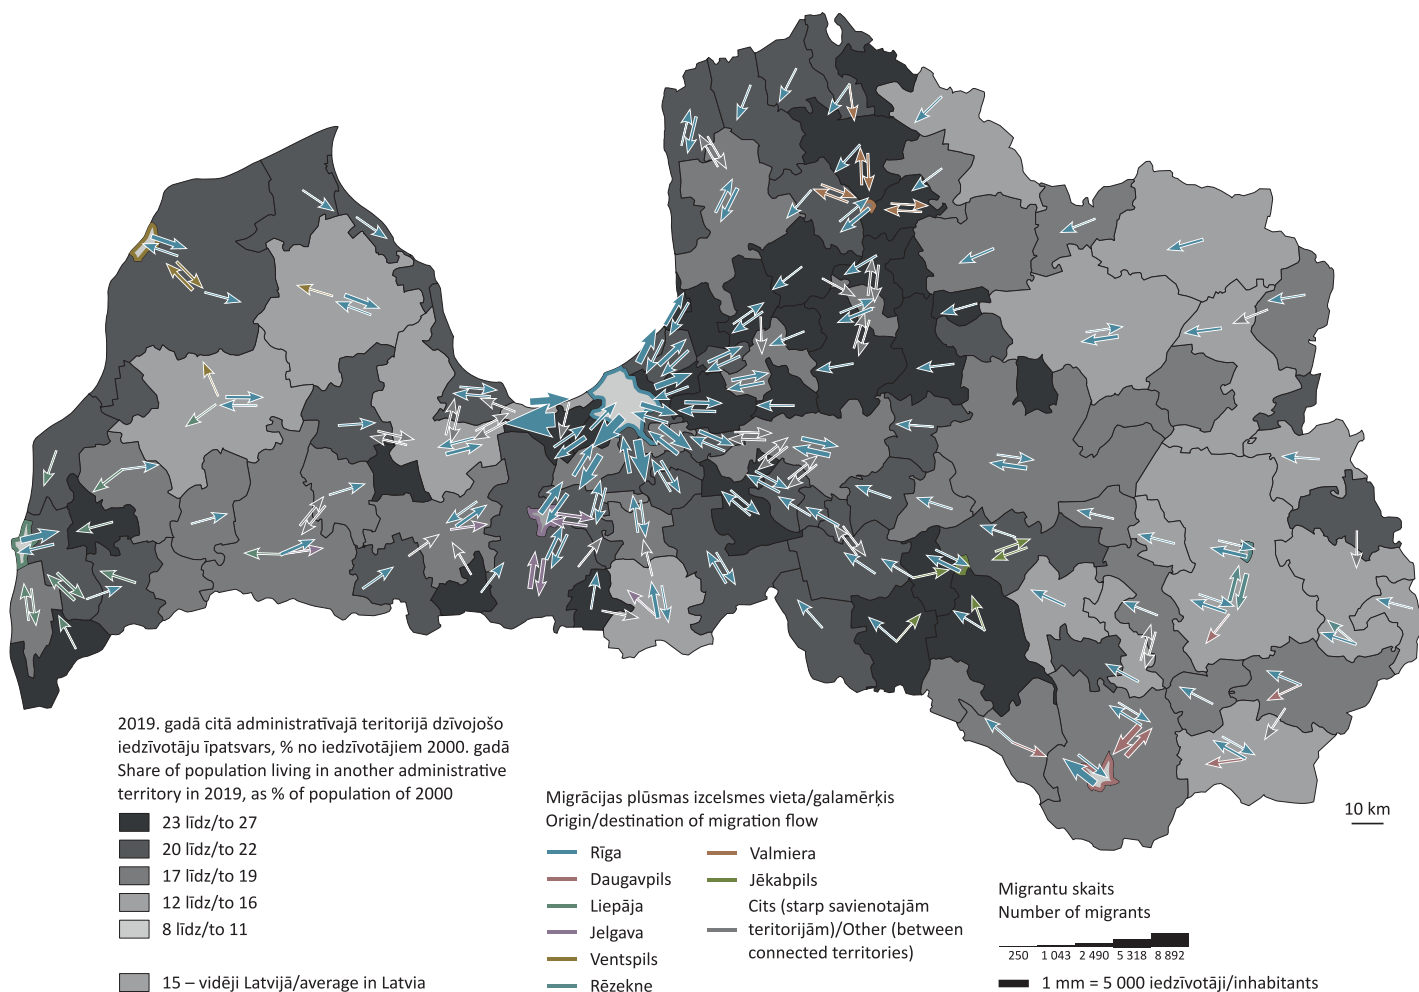 2019. gadā citā administratīvajā teritorijā dzīvojošo
iedzīvotāju īpatsvars, % no iedzīvotājiem 2000. gadā
Share of population living in another administrative
territory in 2019, as % of population of 2000
23 līdz/to 27
20 līdz/to 22
17 līdz/to 19
12 līdz/to 16
8 līdz/to 11
15 – vidēji Latvijā/average in Latvia
Migrācijas plūsmas izcelsmes vieta/galamērķis
Origin/destination of migration flow
Rīga
Daugavpils
Liepāja
Jelgava
Ventspils
Rēzekne
Valmiera
Jēkabpils
Cits (starp savienotajām
teritorijām)/Other (between
connected territories)
10 km
Migrantu skaits
Number of migrants
250 1 043 2 490 5 318 8 892
1 mm = 5 000 iedzīvotāji/inhabitants